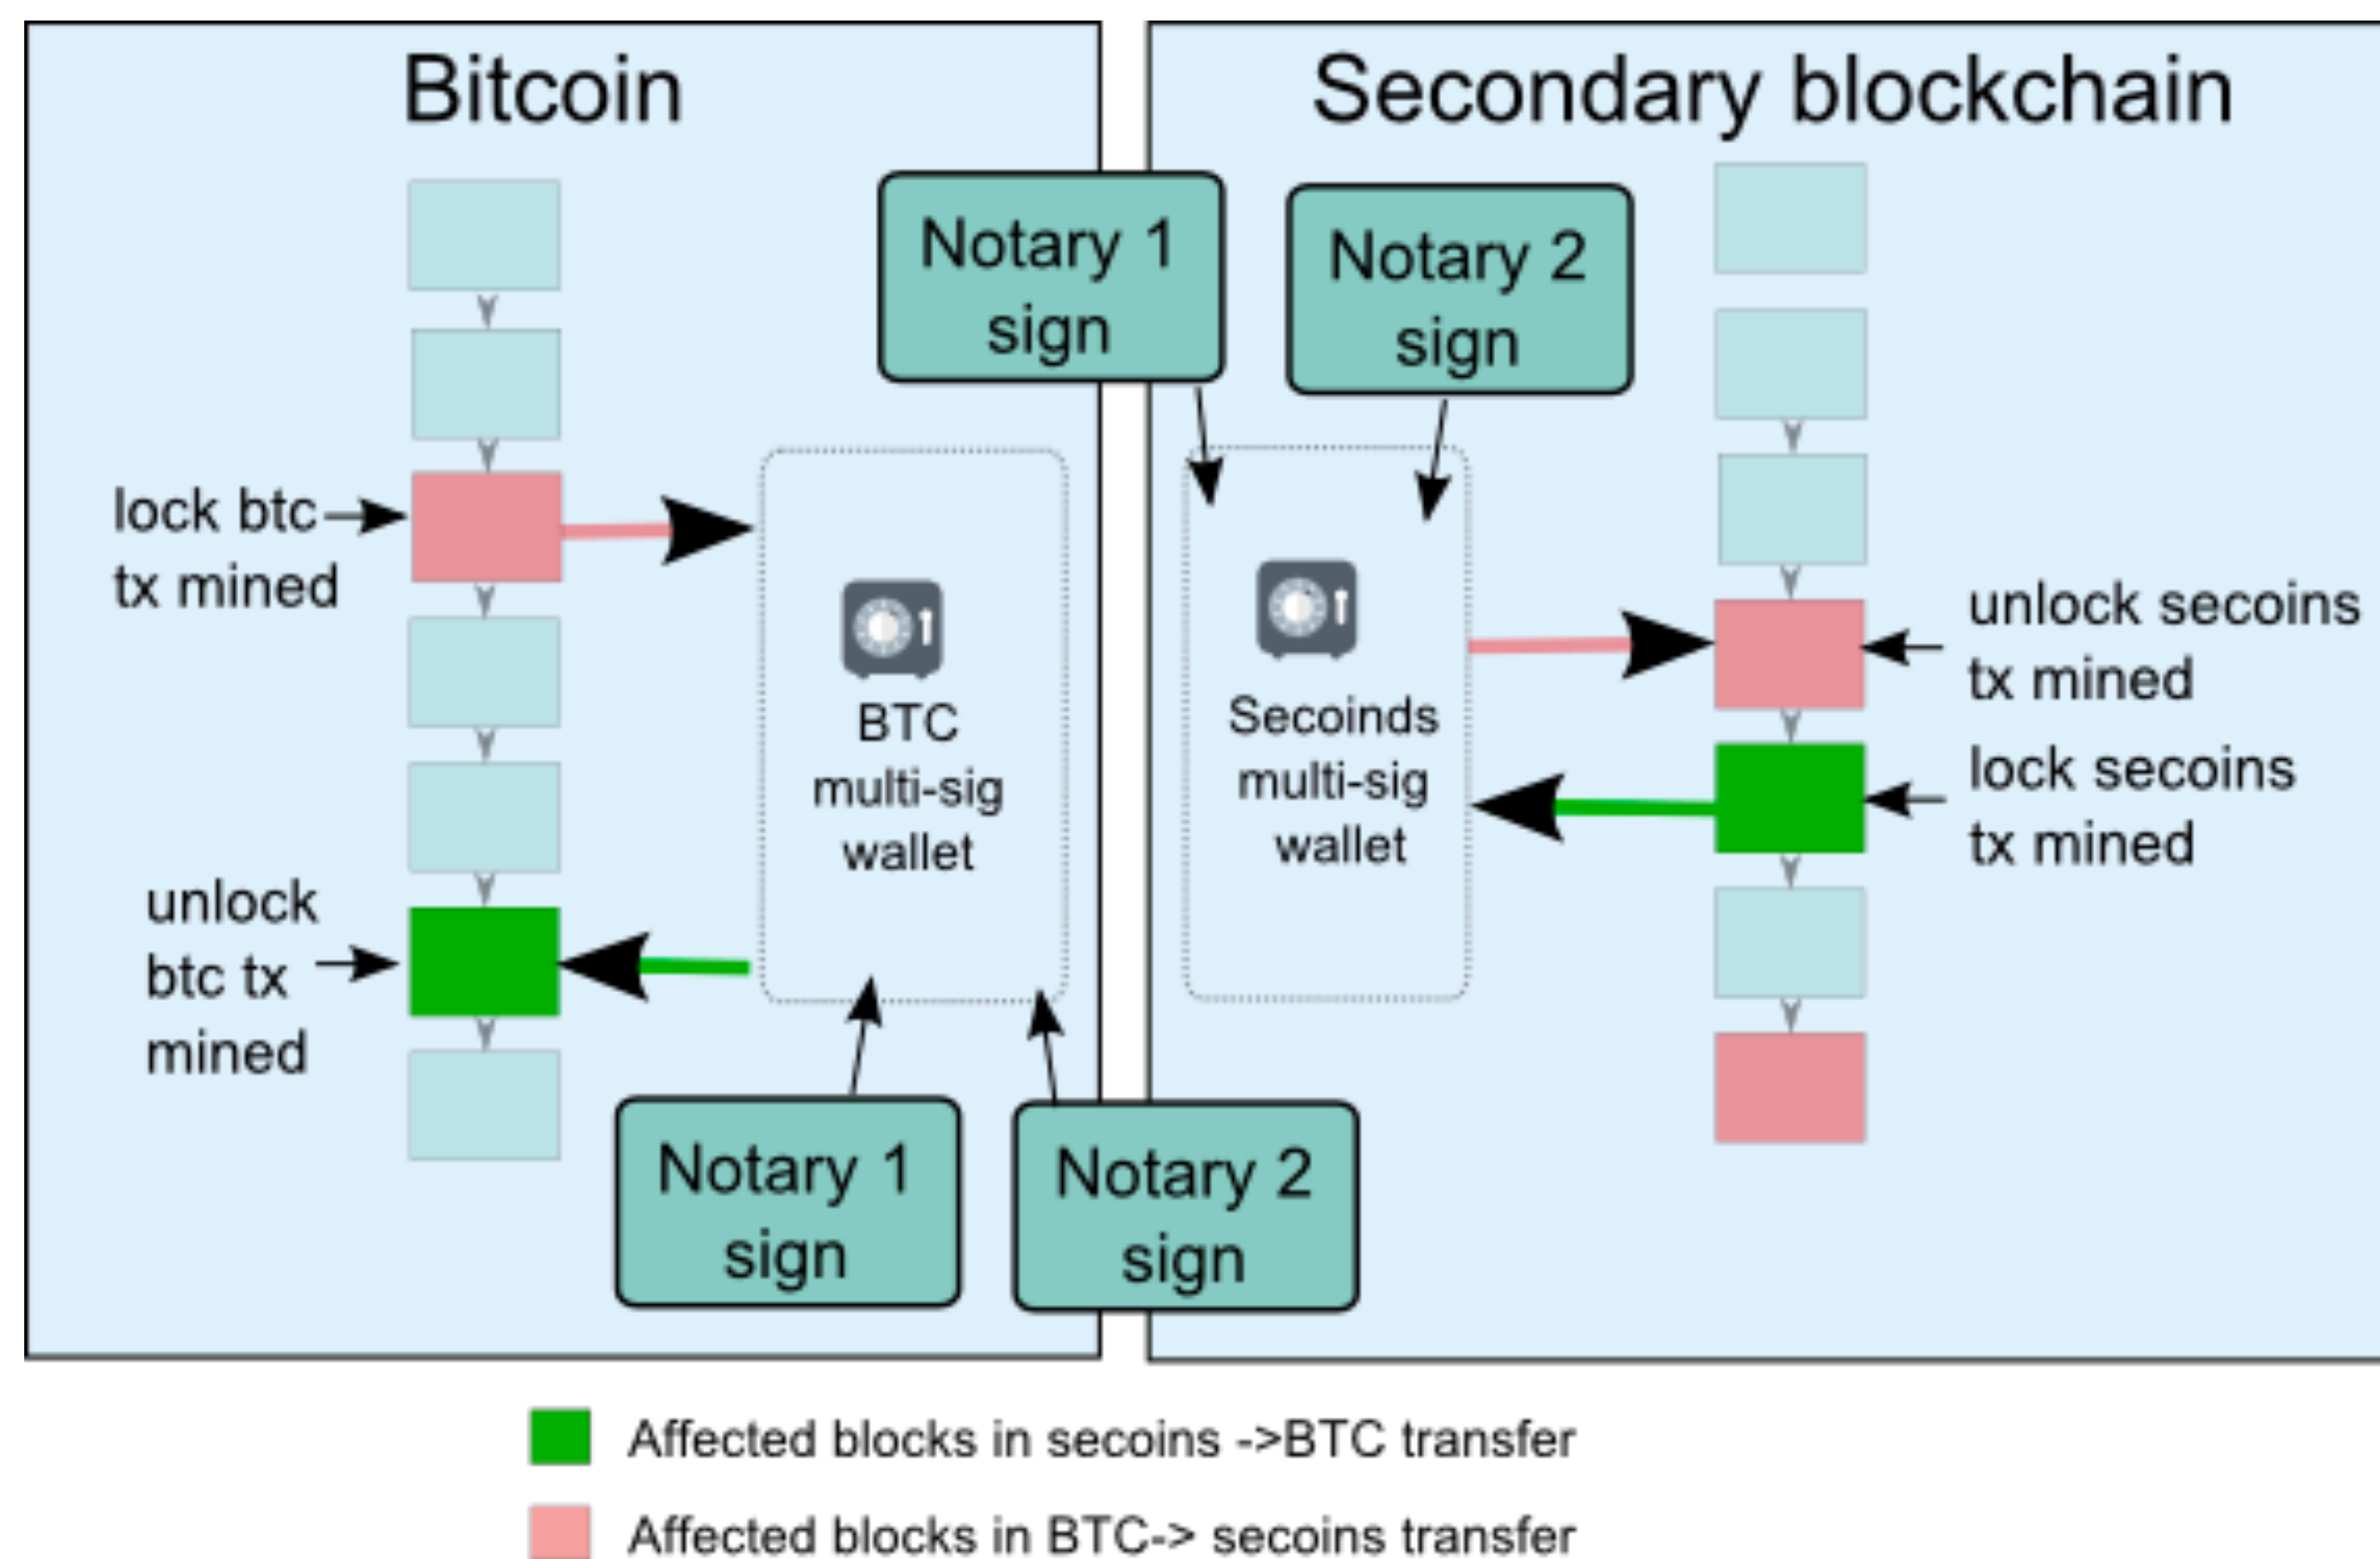 Bitcoin
Secondary blockchain
Notary 1
sign
Notary 2
sign
lock btc
tx mined
unlock secoins
tx mined
BTC
multi-sig
wallet
Secoinds
multi-sig
wallet
lock secoins
tx mined
unlock
btc tx
mined
Notary 1
sign
Notary 2
sign
Affected blocks in secoins ->BTC transfer
Affected blocks in BTC-> secoins transfer